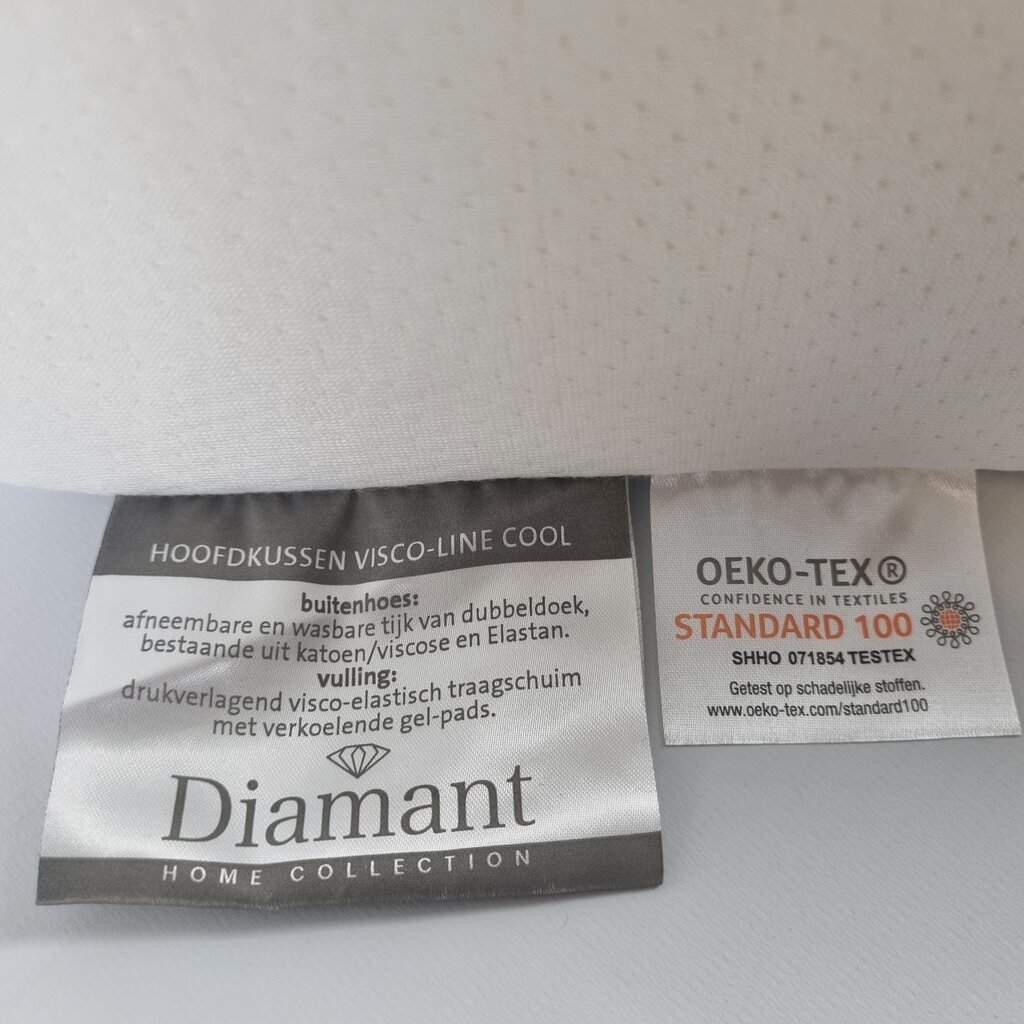 HOOFDKUSSEN VISCO-LINE COOL
buitenhoes:
afneembare en wasbare tijk van dubbeldoek,
bestaande uit katoen/viscose en Elastan.
vulling:
drukverlagend visco-elastisch traagschuim
met verkoelende gel-pads.
Diamant
HOME COLLECTION
OEKO-TEX®
CONFIDENCE IN TEXTILES
STANDARD 100
SHHO 071854 TESTEX
Getest op schadelijke stoffen.
www.oeko-tex.com/standard100